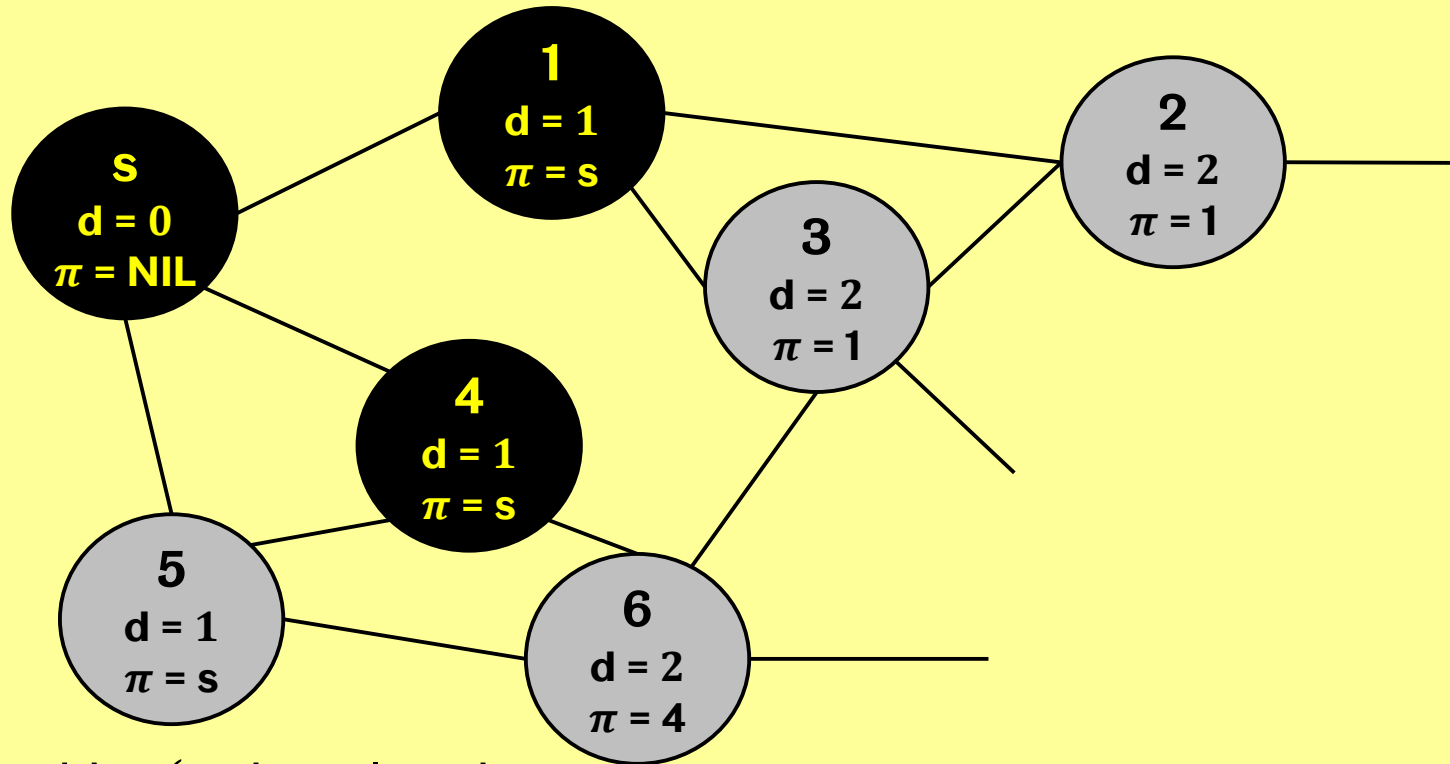 1
d = 1
π = s
s
d = 0
π = NIL
2
d = 2
π = 1
3
d = 2
π = 1
4
d = 1
π = s
5
d = 1
π = s
6
d = 2
π = 4